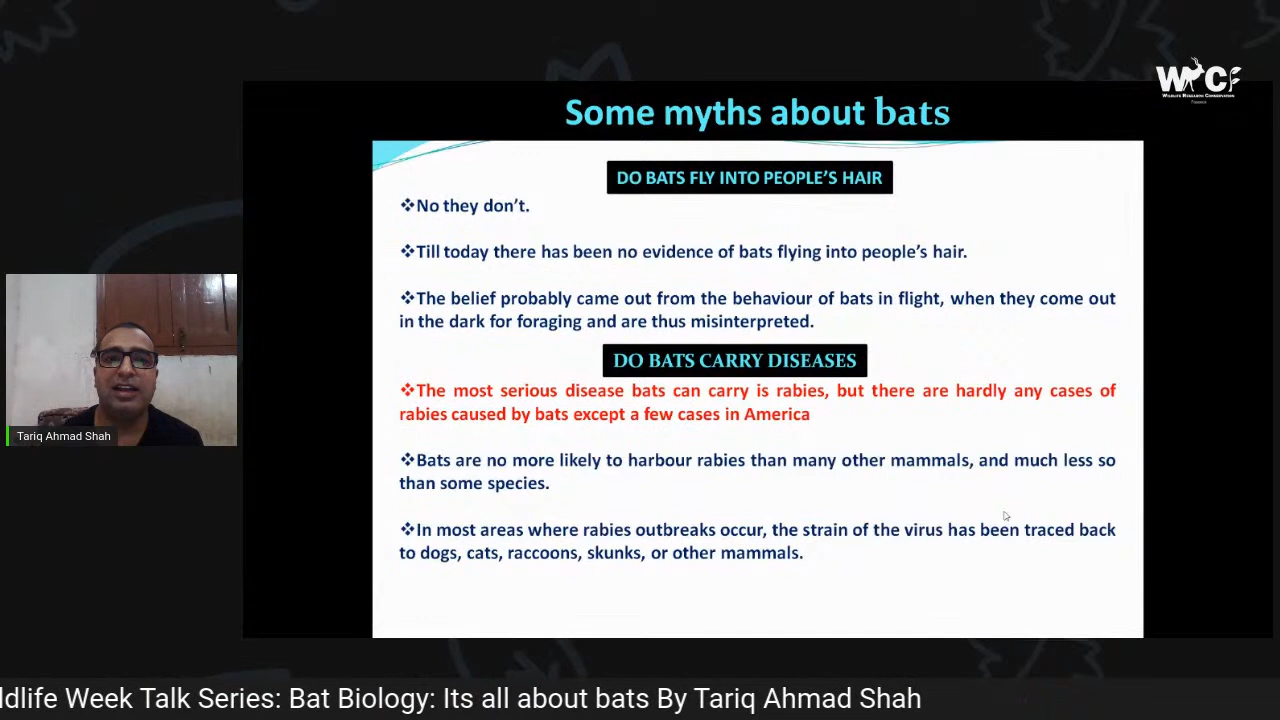 WRCF
WILDLIFE RESEARCH CONSERVATION
Some myths about bats
DO BATS FLY INTO PEOPLE'S HAIR
❖No they don't.
❖Till today there has been no evidence of bats flying into people's hair.
❖The belief probably came out from the behaviour of bats in flight, when they come out
in the dark for foraging and are thus misinterpreted.
DO BATS CARRY DISEASES
❖The most serious disease bats can carry is rabies, but there are hardly any cases of
rabies caused by bats except a few cases in America
❖Bats are no more likely to harbour rabies than many other mammals, and much less so
than some species.
❖In most areas where rabies outbreaks occur, the strain of the virus has been traced back
to dogs, cats, raccoons, skunks, or other mammals.
Tariq Ahmad Shah
ldlife Week Talk Series: Bat Biology: Its all about bats By Tariq Ahmad Shah